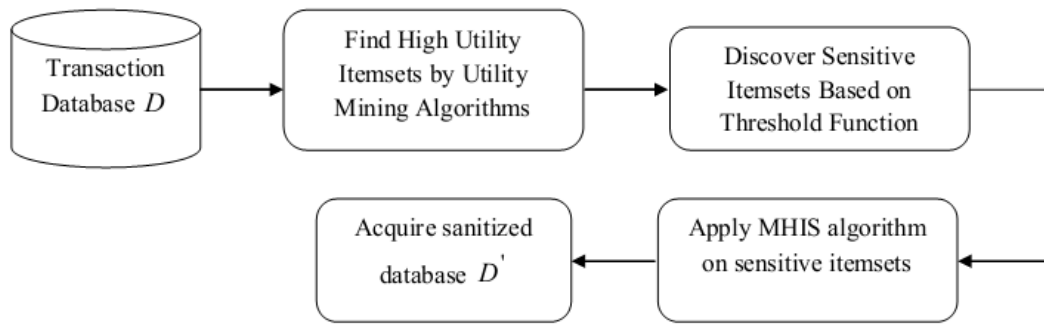 Transaction
Database D
Find High Utility
Itemsets by Utility
Mining Algorithms
Discover Sensitive
Itemsets Based on
Threshold Function
Acquire sanitized
database D'
Apply MHIS algorithm
on sensitive itemsets